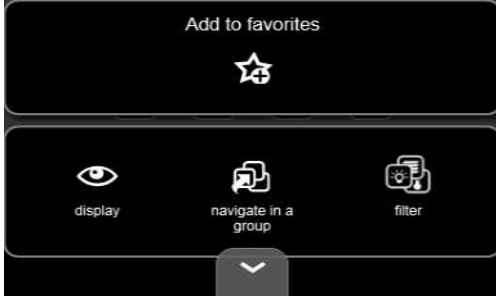 Add to favorites
display
navigate in a
group
filter